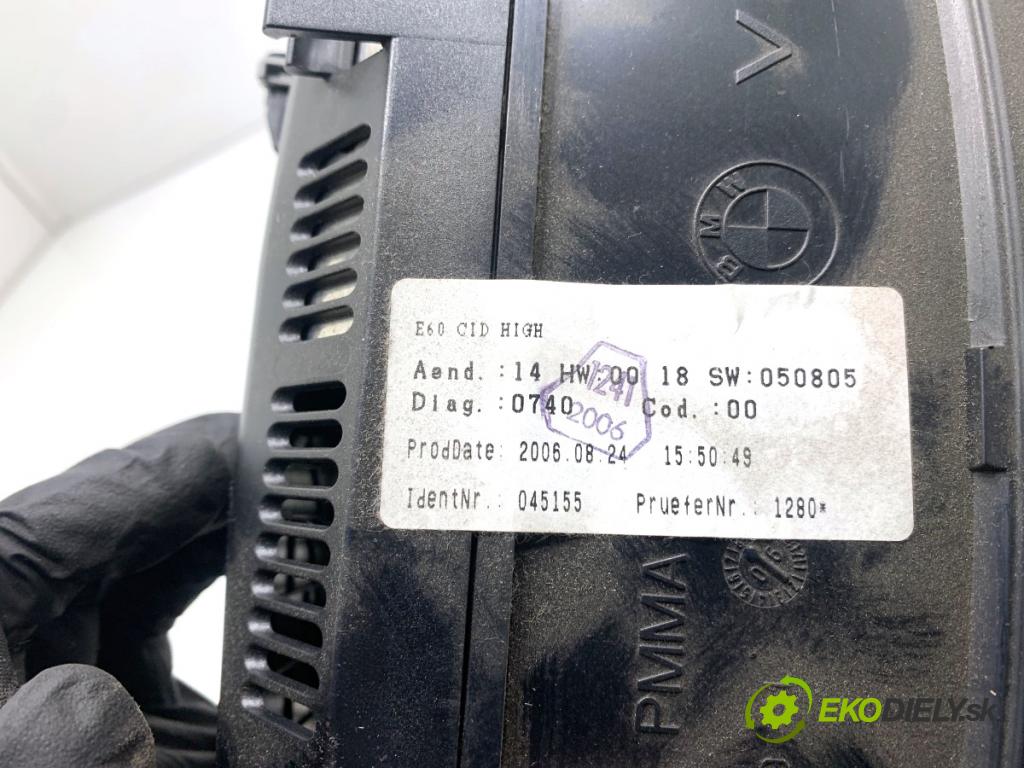 BMW
E60 CID HIGH
Aend.:14 HW:00 18 SW:050805
Diag.:0740 Cod.:00
1241
2006
ProdDate: 2006.08.24 15:50:49
IdentNr.: 045155 PrueferNr.: 1280*
PMMA
EKODIELY.sk